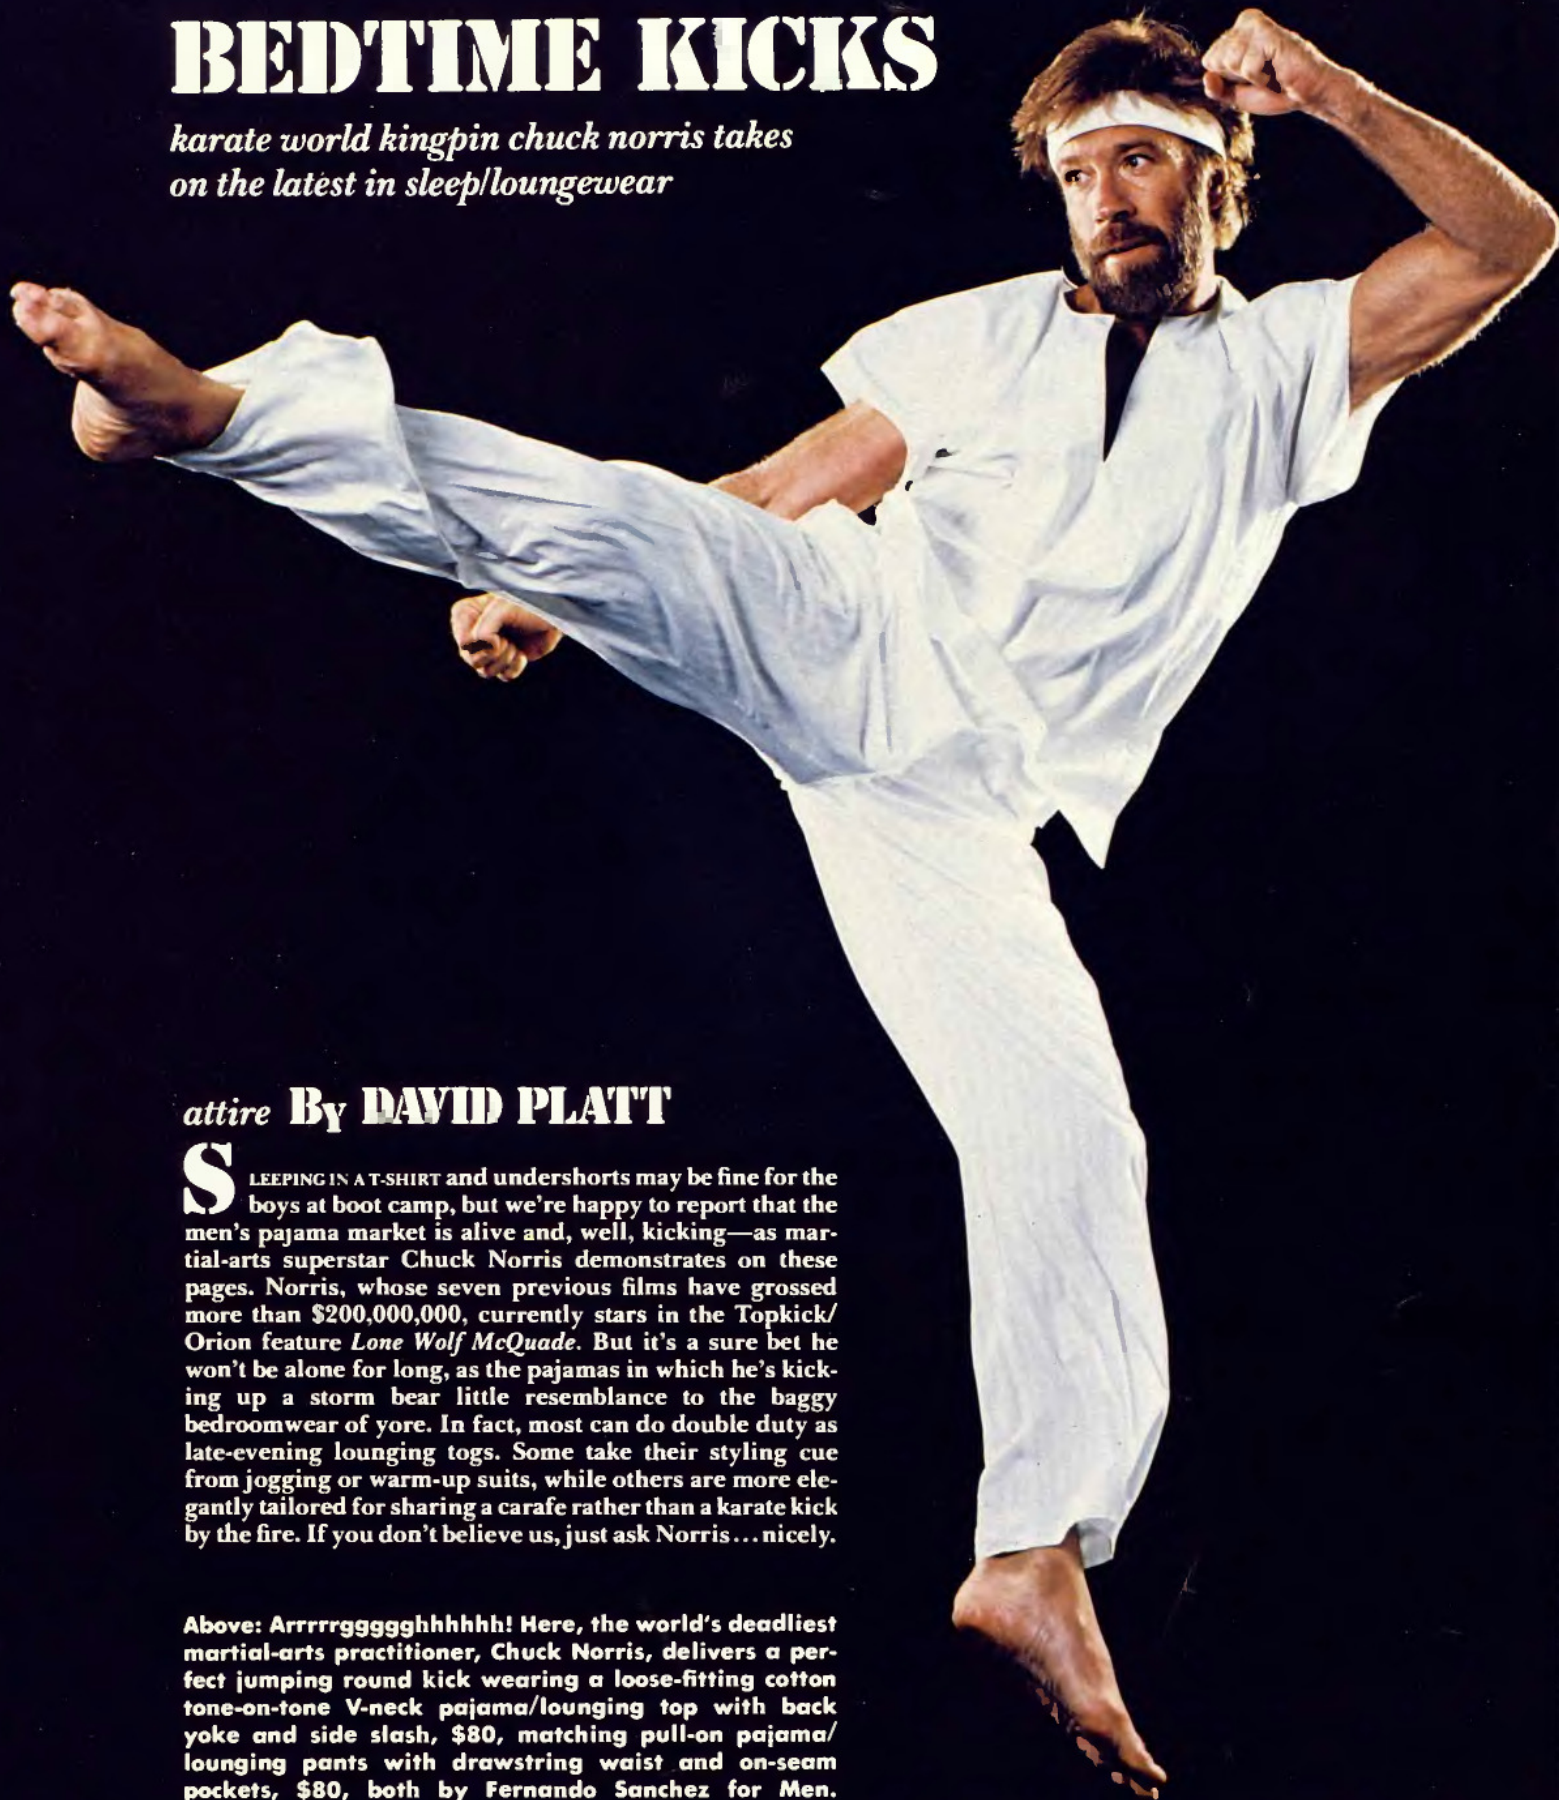 BEDTIME KICKS
karate world kingpin chuck norris takes
on the latest in sleep/loungewear
attire By DAVID PLATT
SLEEPING IN A T-SHIRT and undershorts may be fine for the
boys at boot camp, but we're happy to report that the
men's pajama market is alive and, well, kicking—as mar-
tial-arts superstar Chuck Norris demonstrates on these
pages. Norris, whose seven previous films have grossed
more than $200,000,000, currently stars in the Topkick/
Orion feature Lone Wolf McQuade. But it's a sure bet he
won't be alone for long, as the pajamas in which he's kick-
ing up a storm bear little resemblance to the baggy
bedroomwear of yore. In fact, most can do double duty as
late-evening lounging togs. Some take their styling cue
from jogging or warm-up suits, while others are more ele-
gantly tailored for sharing a carafe rather than a karate kick
by the fire. If you don't believe us, just ask Norris...nicely.
Above: Arrrrrggggghhhhhh! Here, the world's deadliest
martial-arts practitioner, Chuck Norris, delivers a per-
fect jumping round kick wearing a loose-fitting cotton
tone-on-tone V-neck pajama/lounging top with back
yoke and side slash, $80, matching pull-on pajama/
lounging pants with drawstring waist and on-seam
pockets, $80, both by Fernando Sanchez for Men.